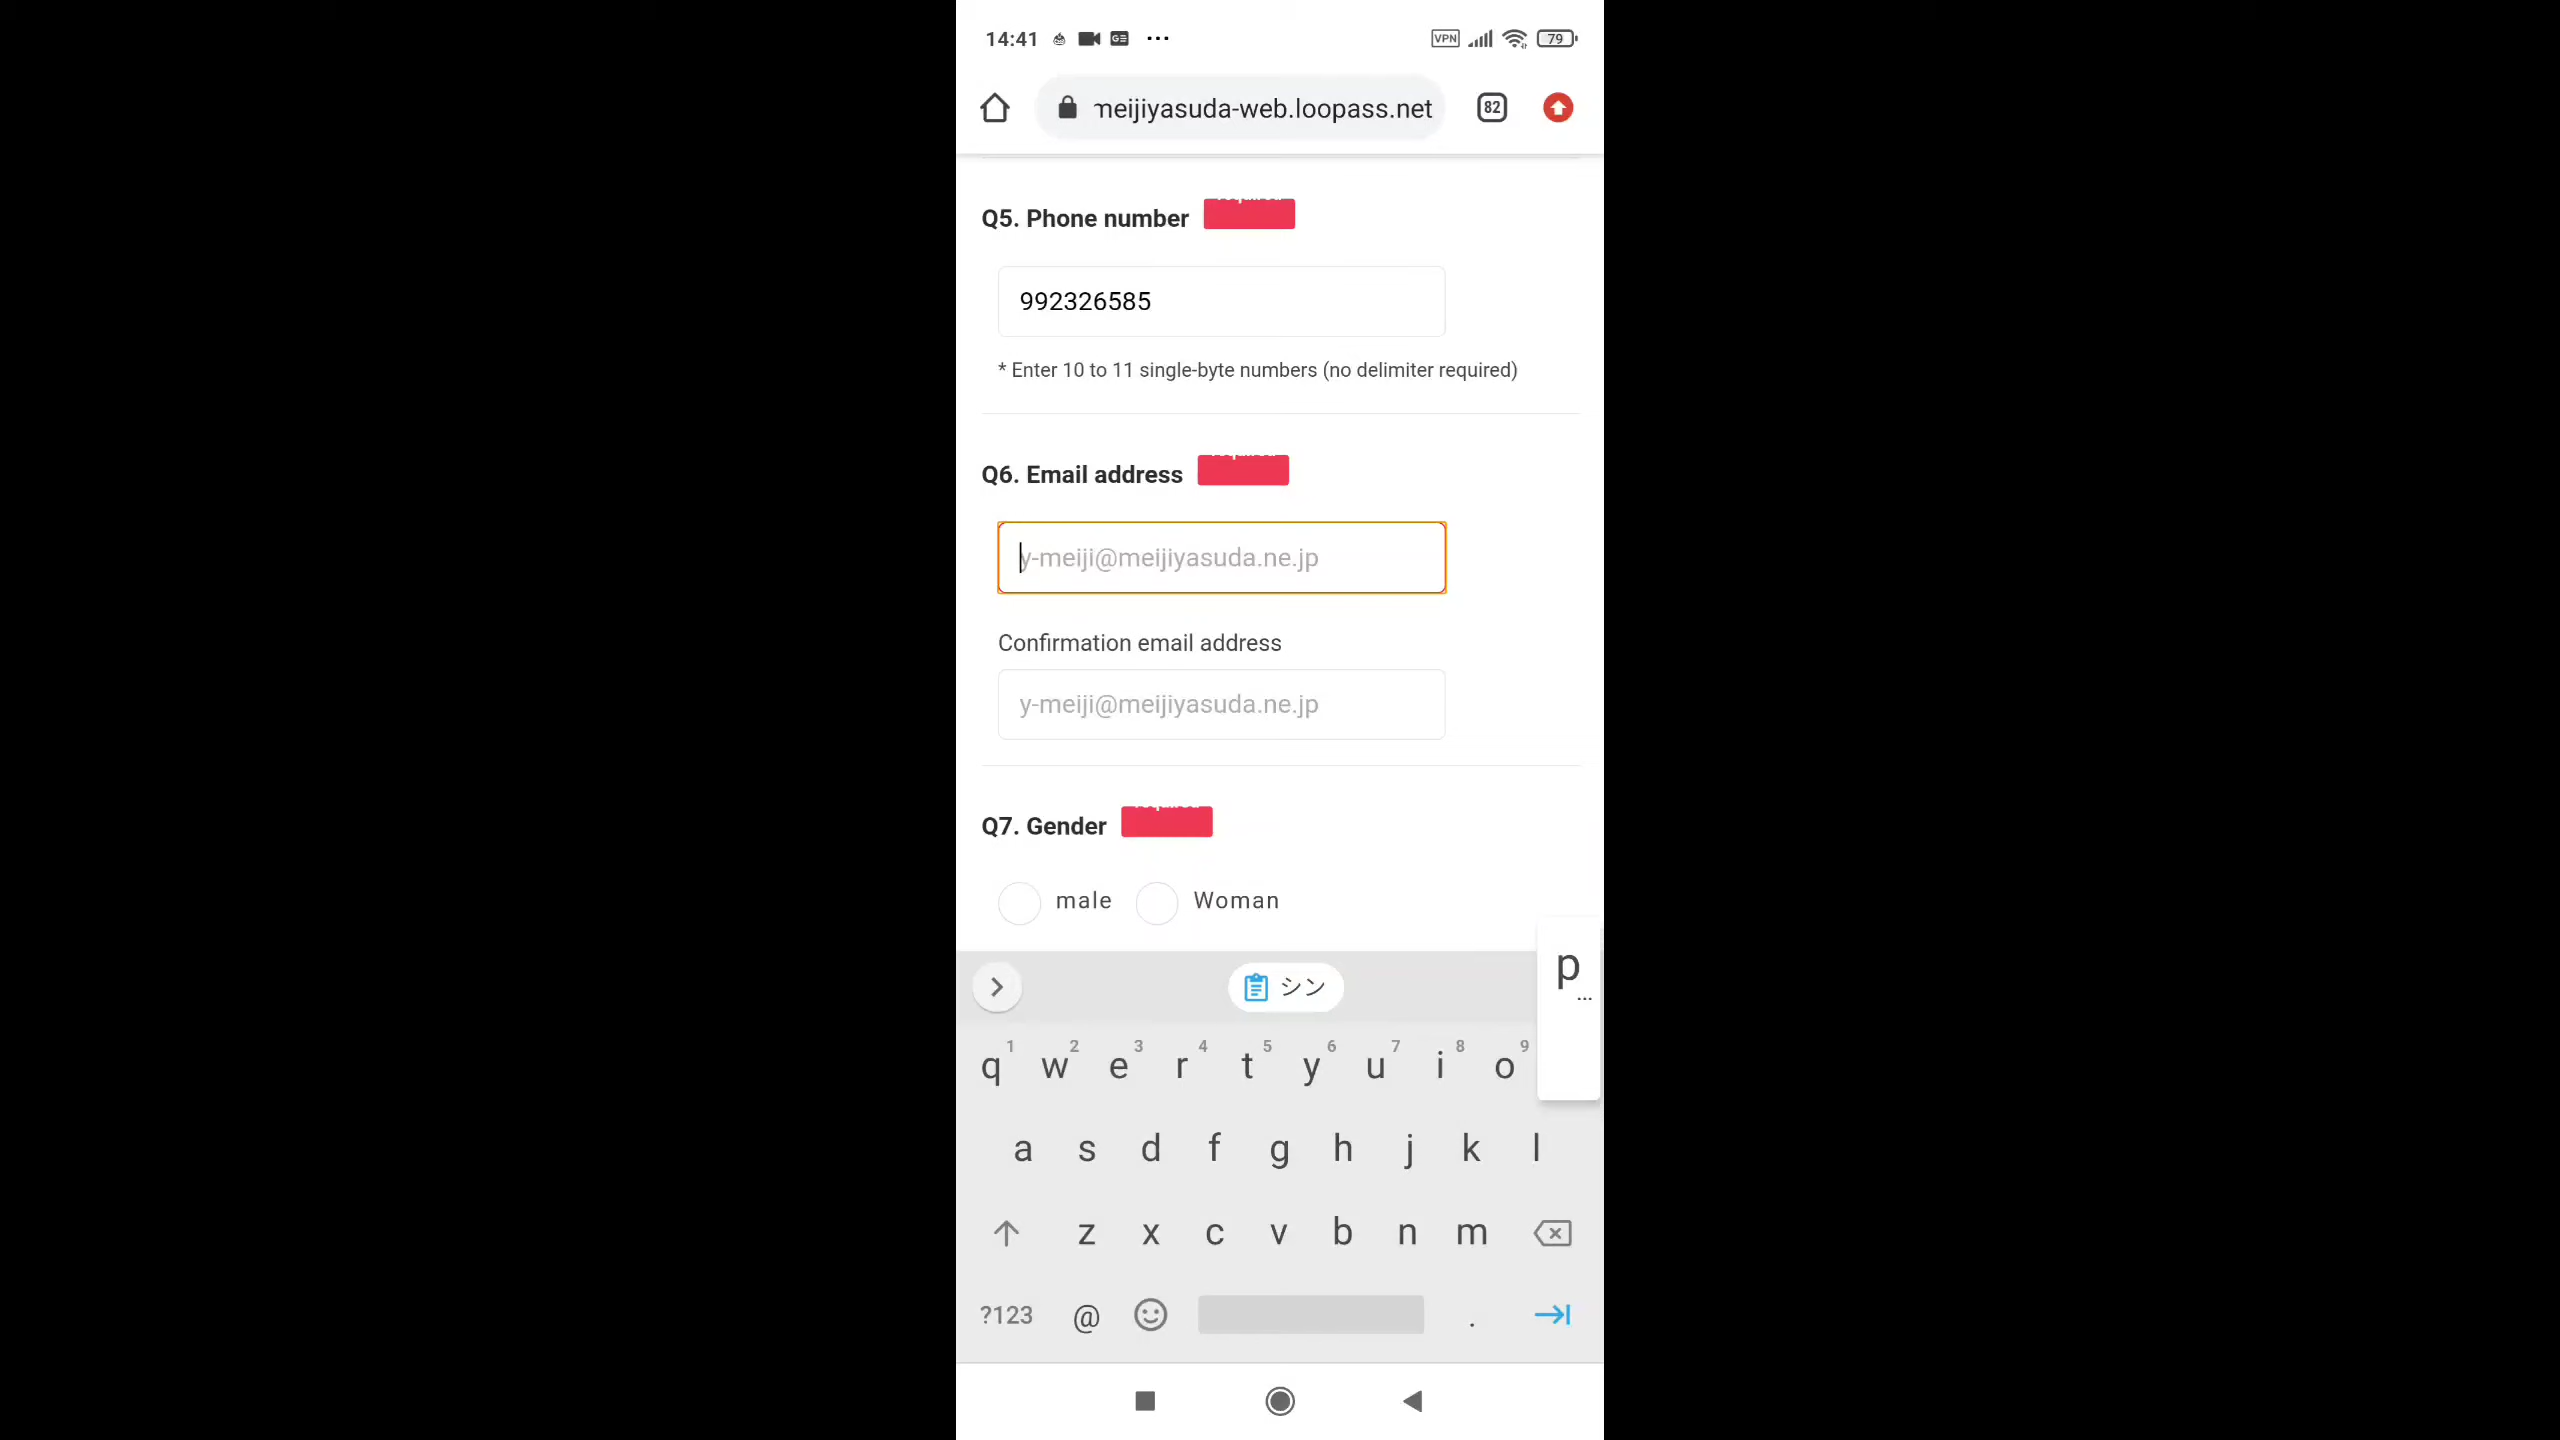 14:41 GE ... VPN 79
meijiyasuda-web.loopass.net 82
Q5. Phone number
992326585
* Enter 10 to 11 single-byte numbers (no delimiter required)
Q6. Email address
y-meiji@meijiyasuda.ne.jp
Confirmation email address
y-meiji@meijiyasuda.ne.jp
Q7. Gender
male Woman
シン
p
...
1 2 3 4 5 6 7 8 9
q w e r t y u i o
a s d f g h j k l
z x c v b n m
?123 @ .